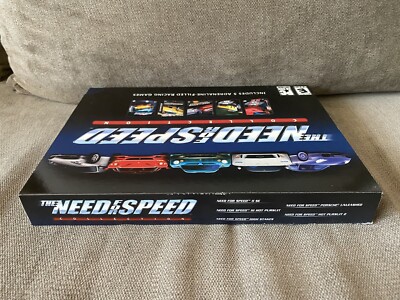 INCLUDES 5 ADRENALINE-FILLED RACING GAMES
COLLECTION
THE NEED FOR SPEED
THE NEED FOR SPEED
COLLECTION
NEED FOR SPEED II SE
NEED FOR SPEED III HOT PURSUIT
NEED FOR SPEED HIGH STAKES
NEED FOR SPEED PORSCHE UNLEASHED
NEED FOR SPEED HOT PURSUIT 2